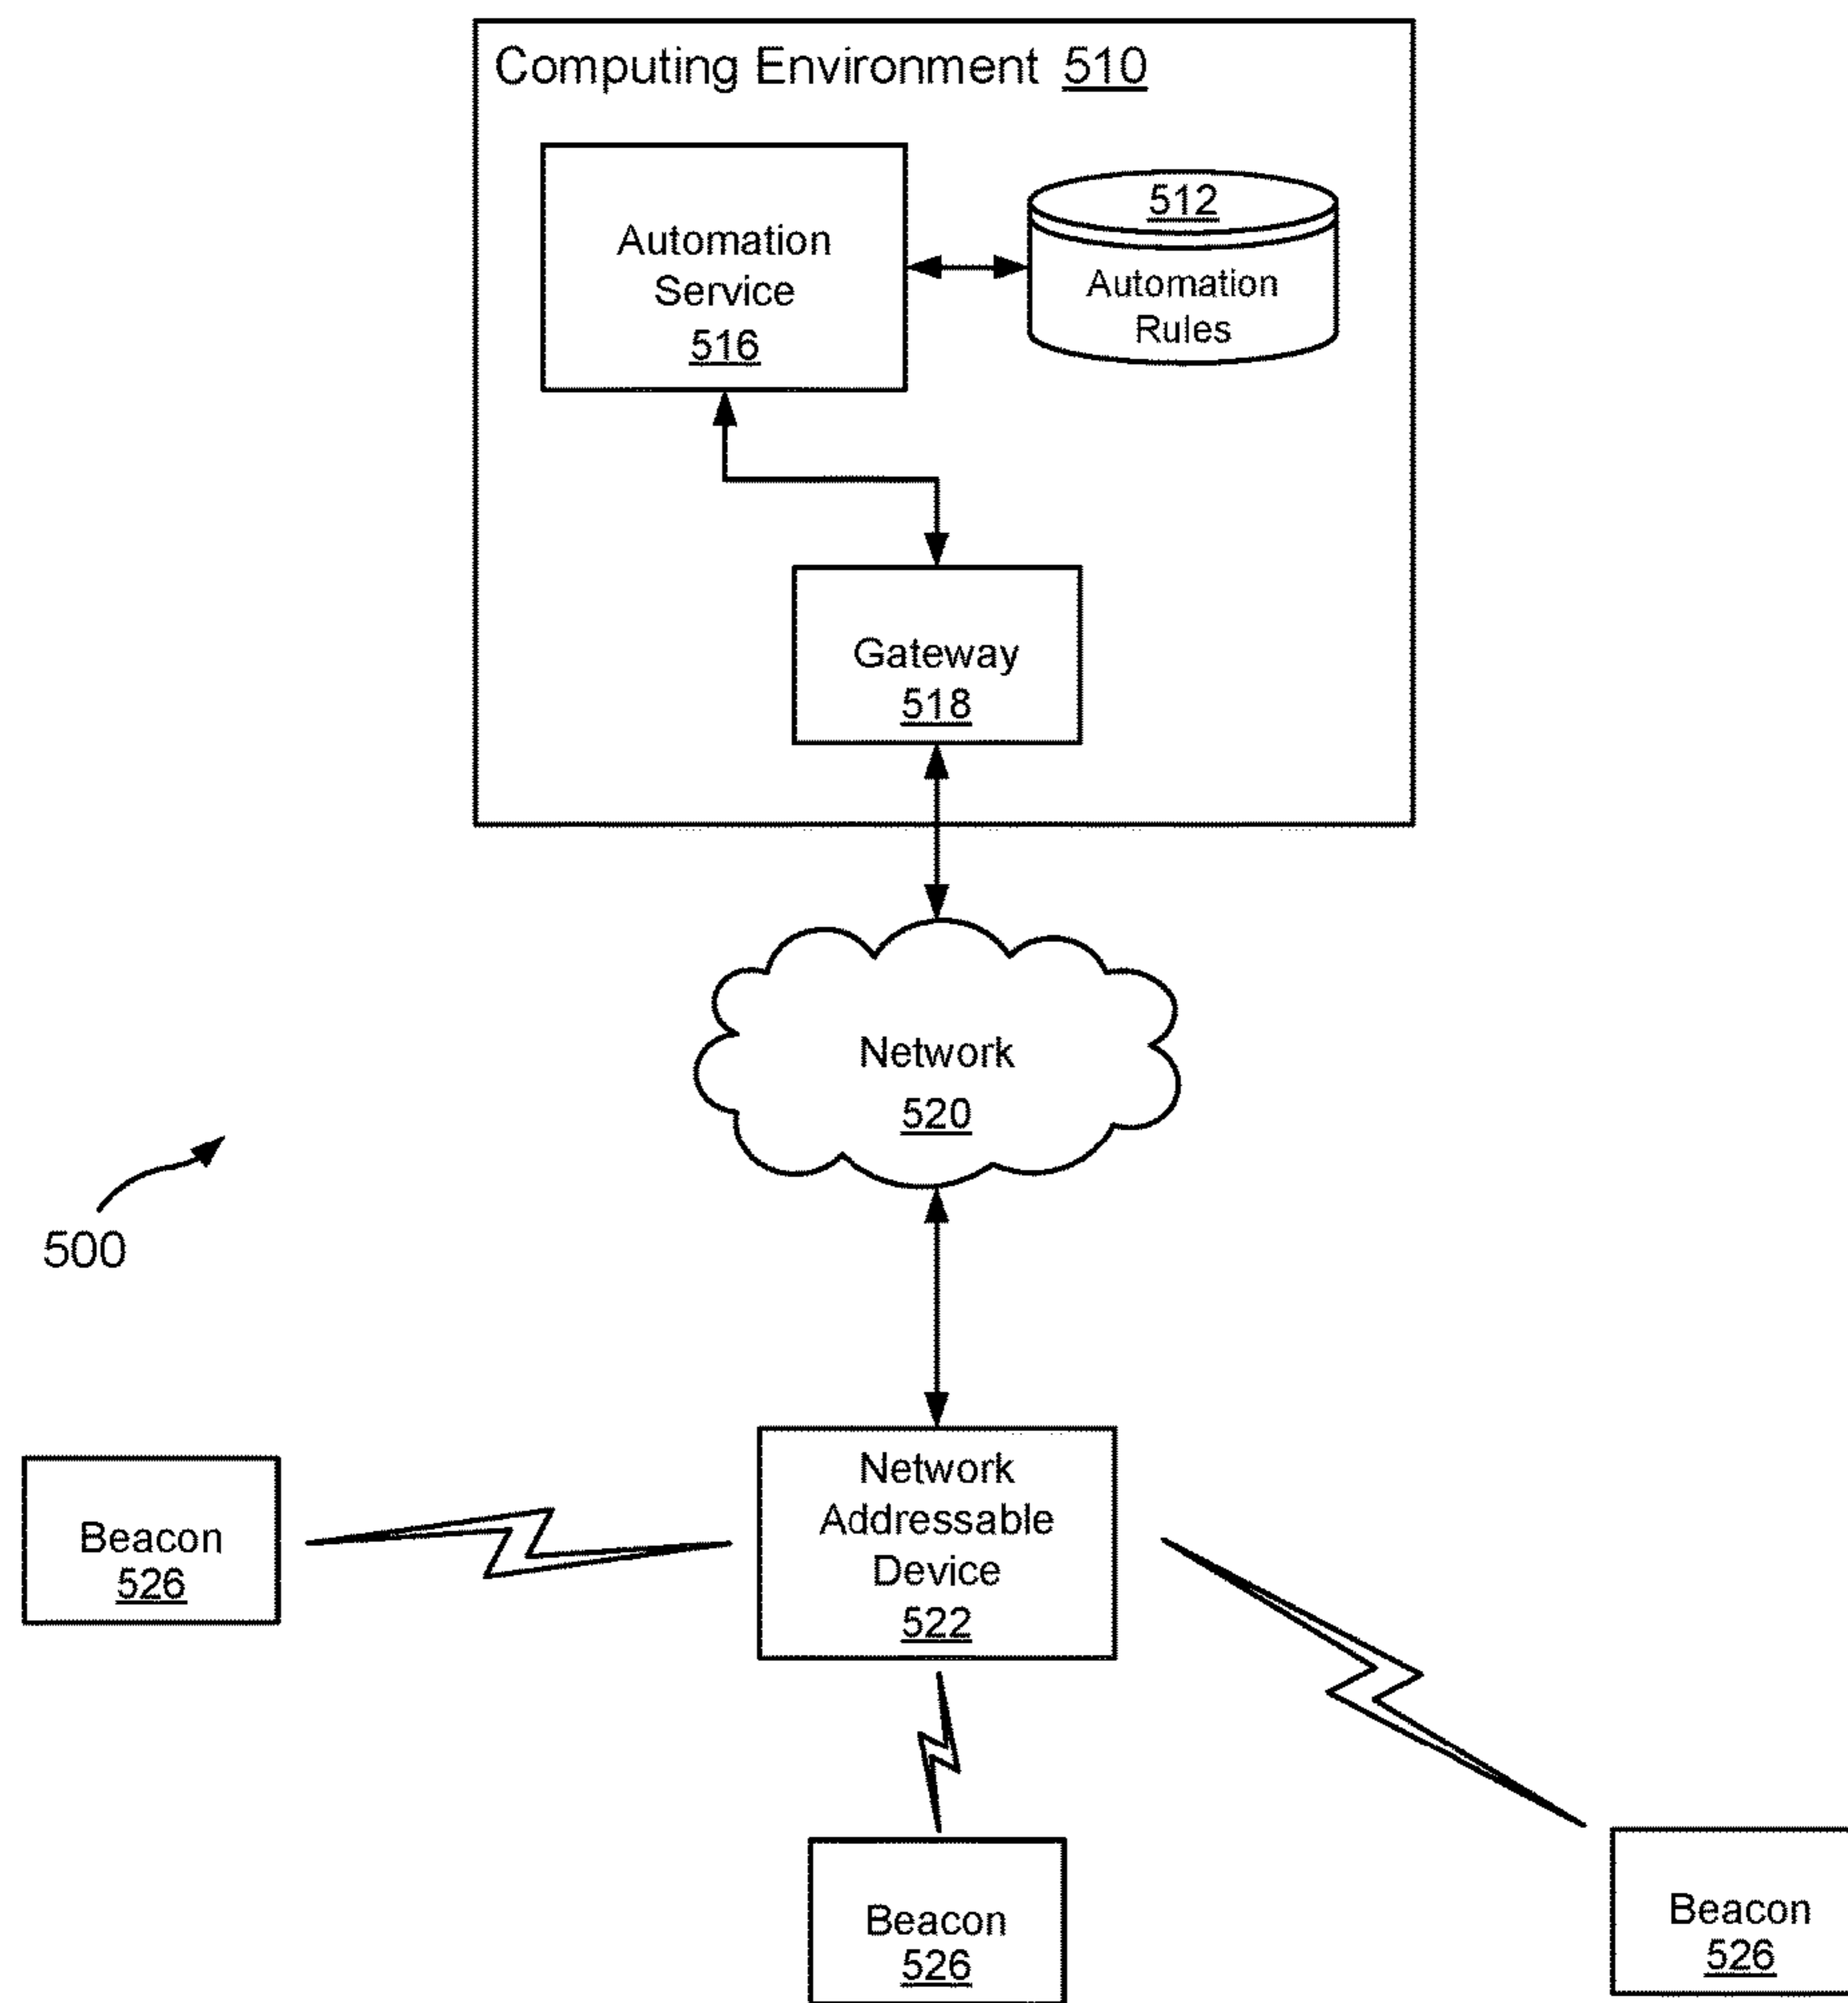 Computing Environment 510
Automation
Service
516
512
Automation
Rules
Gateway
518
Network
520
500
Network
Addressable
Device
522
Beacon
526
Beacon
526
Beacon
526